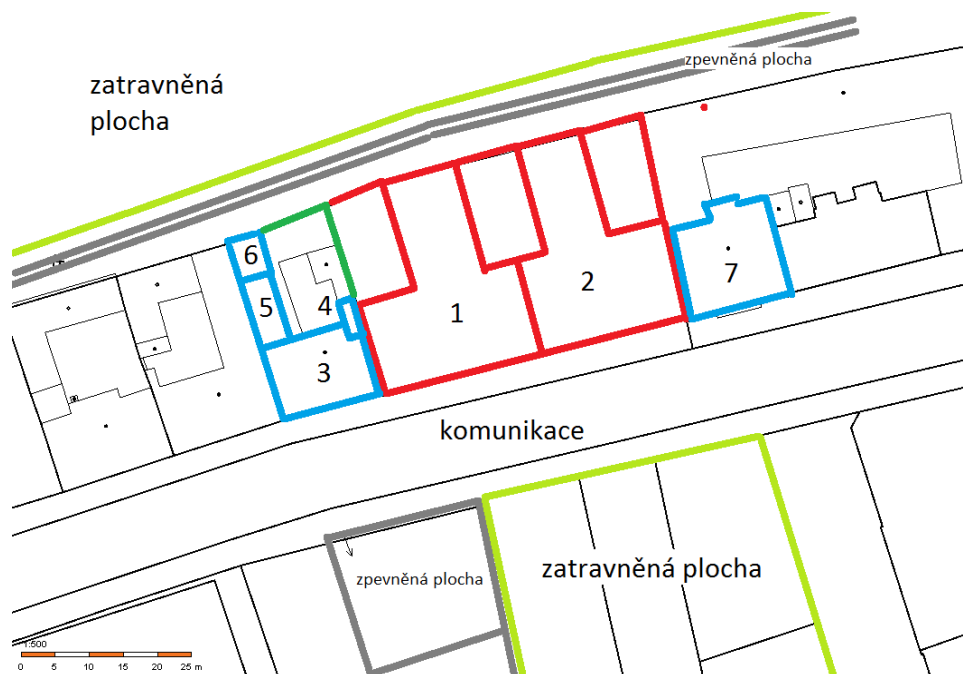 zpevněná plocha
zatravněná
plocha
6
5
4
3
1
2
7
komunikace
zpevněná plocha
zatravněná plocha
1:500
0 5 10 15 20 25 m